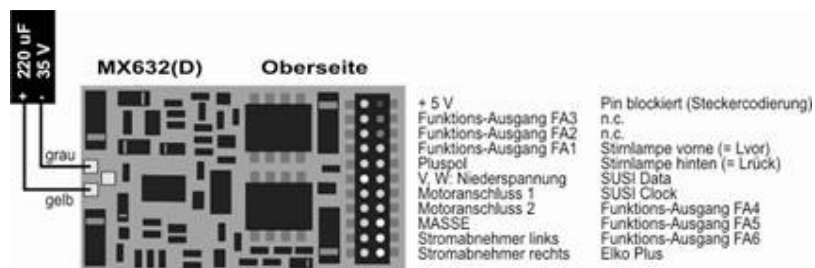 + 220 uF
- 35 V
MX632(D) Oberseite
grau
gelb
+ 5 V Pin blockiert (Steckercodierung)
Funktions-Ausgang FA3 n.c.
Funktions-Ausgang FA2 n.c.
Funktions-Ausgang FA1 Stirnlampe vorne (= Lvor)
Pluspol Stirnlampe hinten (= Lrück)
V, W: Niederspannung SUSI Data
Motoranschluss 1 SUSI Clock
Motoranschluss 2 Funktions-Ausgang FA4
MASSE Funktions-Ausgang FA5
Stromabnehmer links Funktions-Ausgang FA6
Stromabnehmer rechts Elko Plus